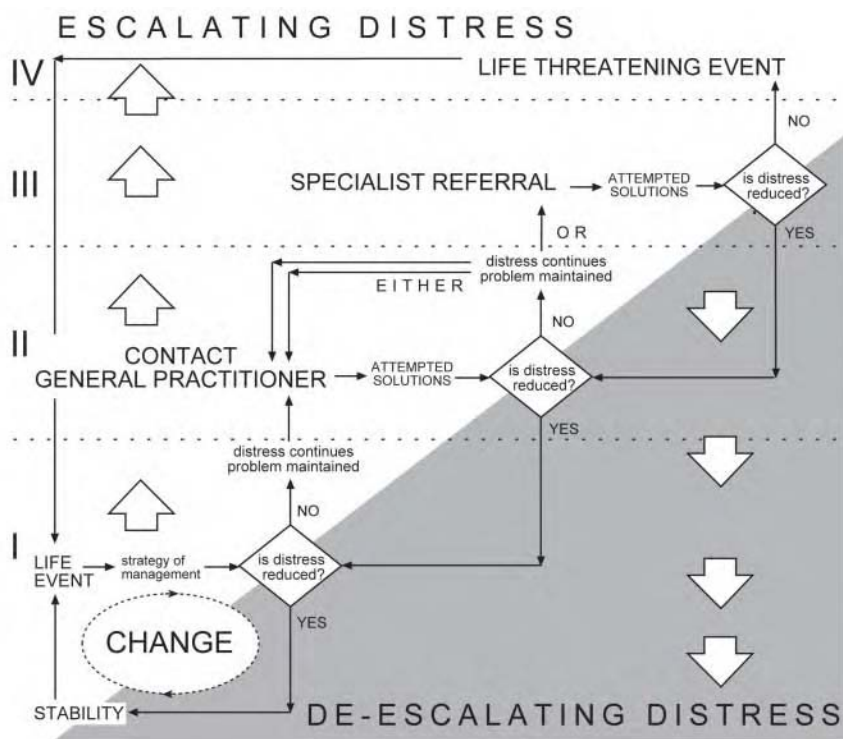 ESCALATING DISTRESS
IV
LIFE THREATENING EVENT
NO
III
SPECIALIST REFERRAL
ATTEMPTED
SOLUTIONS
is distress
reduced?
YES
OR
distress continues
problem maintained
EITHER
NO
II
CONTACT
GENERAL PRACTITIONER
ATTEMPTED
SOLUTIONS
is distress
reduced?
YES
distress continues
problem maintained
NO
I
LIFE
EVENT
strategy of
management
is distress
reduced?
YES
CHANGE
STABILITY
DE-ESCALATING DISTRESS